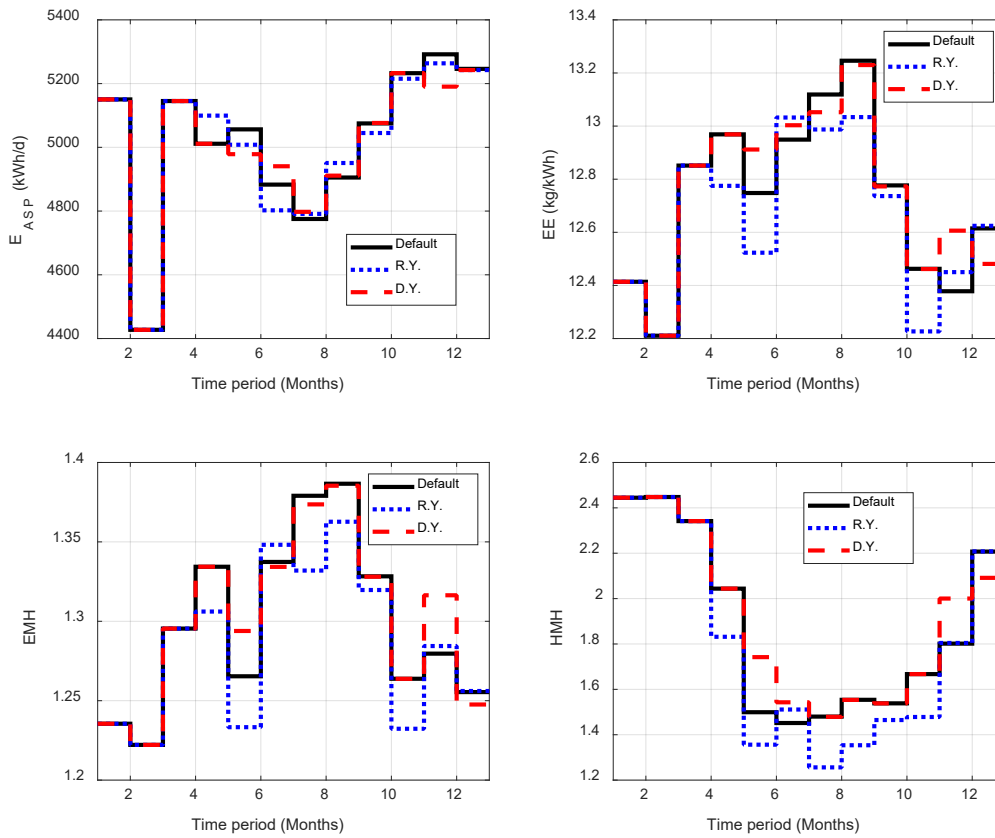 5400
5200
5000
4800
4600
4400
E A S P (kWh/d)
Default
R.Y.
D.Y.
2 4 6 8 10 12
Time period (Months)
13.4
13.2
13
12.8
12.6
12.4
12.2
EE (kg/kWh)
Default
R.Y.
D.Y.
2 4 6 8 10 12
Time period (Months)
1.4
1.35
1.3
1.25
1.2
EMH
Default
R.Y.
D.Y.
2 4 6 8 10 12
Time period (Months)
2.6
2.4
2.2
2
1.8
1.6
1.4
1.2
HMH
Default
R.Y.
D.Y.
2 4 6 8 10 12
Time period (Months)